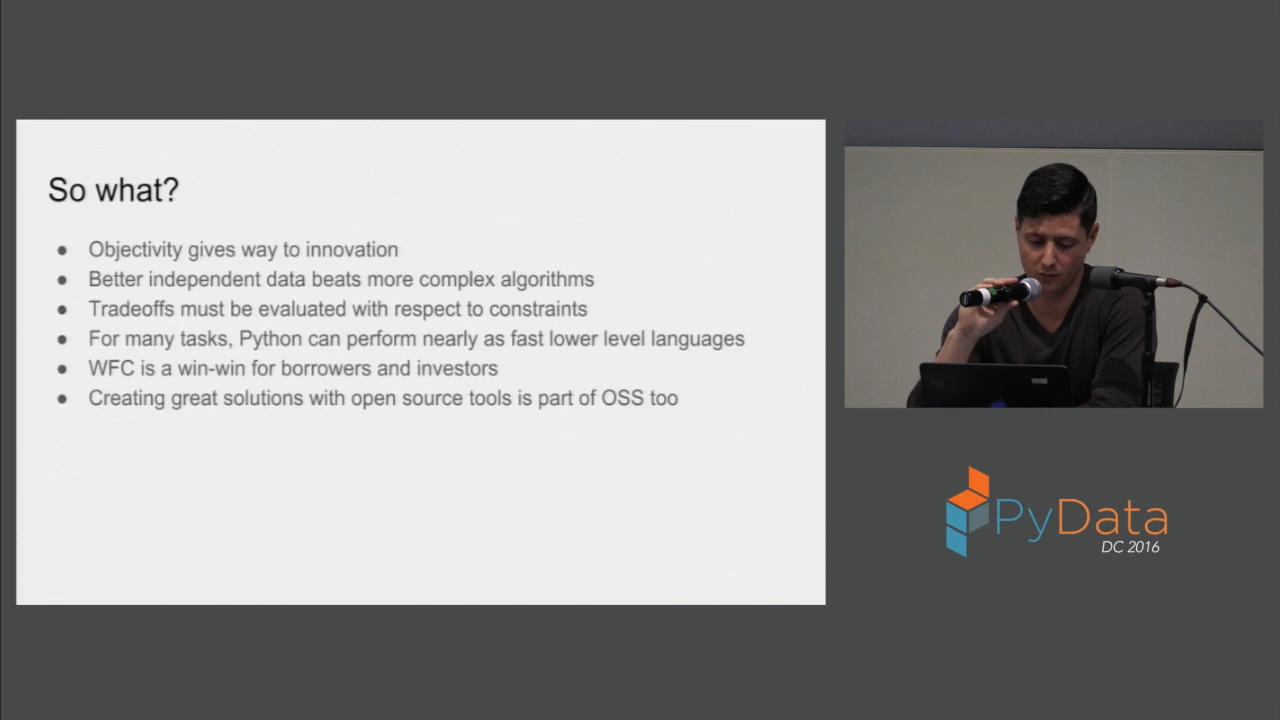 So what?
● Objectivity gives way to innovation
● Better independent data beats more complex algorithms
● Tradeoffs must be evaluated with respect to constraints
● For many tasks, Python can perform nearly as fast lower level languages
● WFC is a win-win for borrowers and investors
● Creating great solutions with open source tools is part of OSS too
PyData
DC 2016